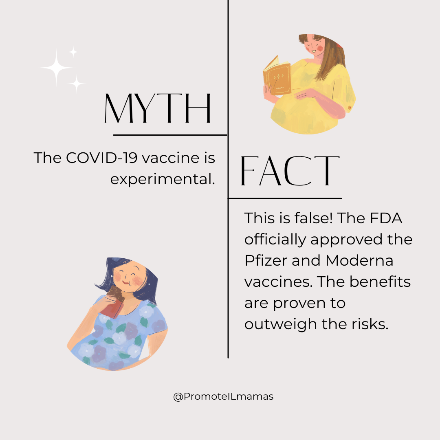 MYTH
The COVID-19 vaccine is
experimental.
FACT
This is false! The FDA
officially approved the
Pfizer and Moderna
vaccines. The benefits
are proven to
outweigh the risks.
@PromoteILmamas